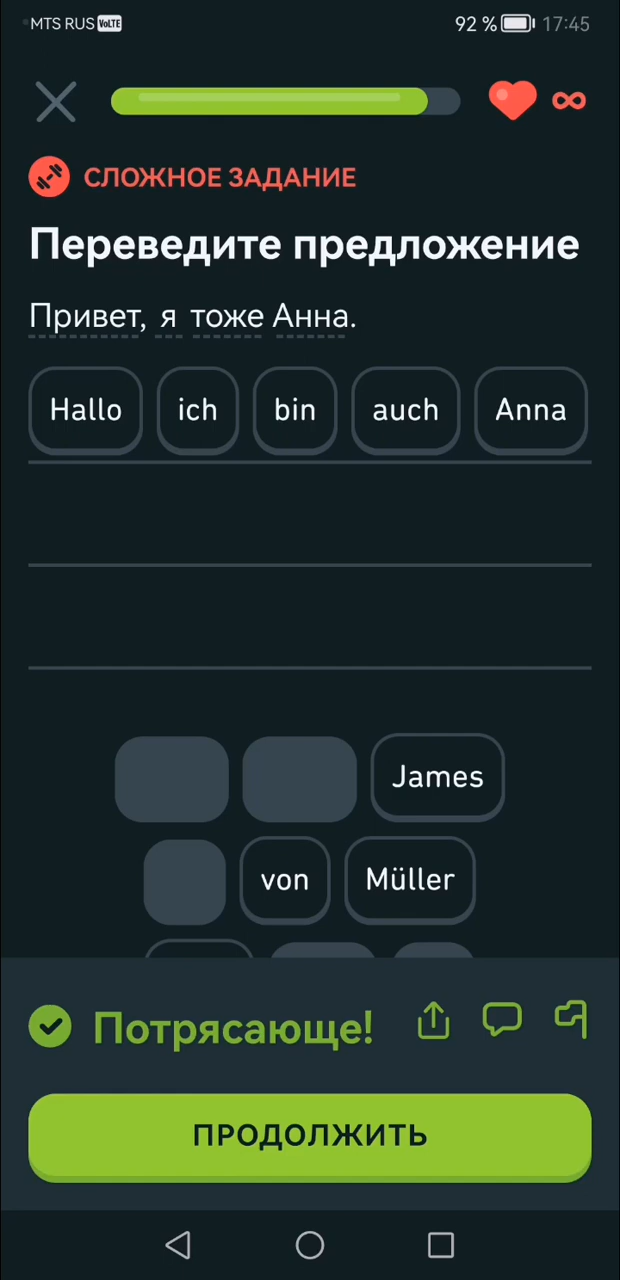 MTS RUS VoLTE 92 % 17:45
СЛОЖНОЕ ЗАДАНИЕ
Переведите предложение
Привет, я тоже Анна.
Hallo ich bin auch Anna
James
von Müller
Потрясающе!
ПРОДОЛЖИТЬ